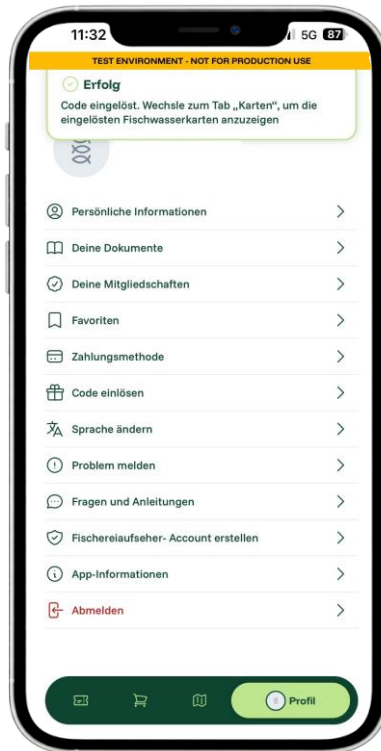 11:32
5G 87
TEST ENVIRONMENT - NOT FOR PRODUCTION USE
Erfolg
Code eingelöst. Wechsle zum Tab „Karten“, um die
eingelösten Fischwasserkarten anzuzeigen
Persönliche Informationen
Deine Dokumente
Deine Mitgliedschaften
Favoriten
Zahlungsmethode
Code einlösen
Sprache ändern
Problem melden
Fragen und Anleitungen
Fischereiaufseher- Account erstellen
App-Informationen
Abmelden
Profil